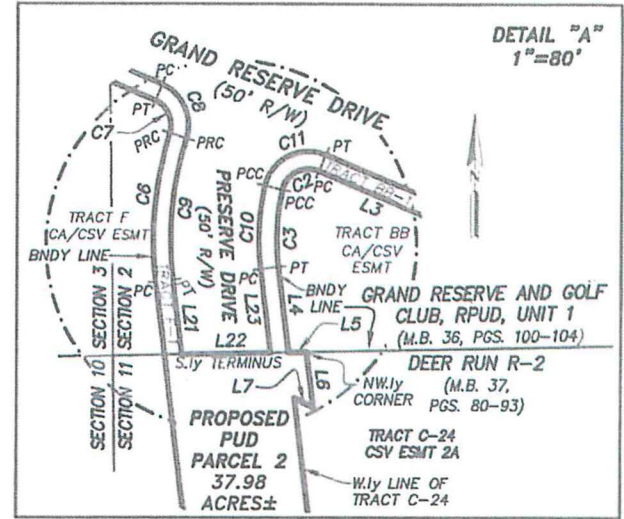 DETAIL "A"
1"=80'
GRAND RESERVE DRIVE
(50' R/W)
PC
C8
PT
C7
PRC
PRC
C11
PT
PCC
C2
PC
PCC
TRACT BB-1
L3
C6
C9
PRESERVE DRIVE
(50' R/W)
C10
C3
TRACT F
CA/CSV
ESMT
TRACT BB
CA/CSV
ESMT
BNDY LINE
PC
PT
PC
PT
SECTION 3
SECTION 2
L21
L23
L4
BNDY
LINE
GRAND RESERVE AND GOLF
CLUB, RPUD, UNIT 1
(M.B. 36, PGS. 100-104)
L22
L5
S.ly TERMINUS
DEER RUN R-2
(M.B. 37,
PGS. 80-93)
L7
L6
NW.ly
CORNER
SECTION 10
SECTION 11
PROPOSED
PUD
PARCEL 2
37.98
ACRES±
TRACT C-24
CSV ESMT 2A
W.ly LINE OF
TRACT C-24